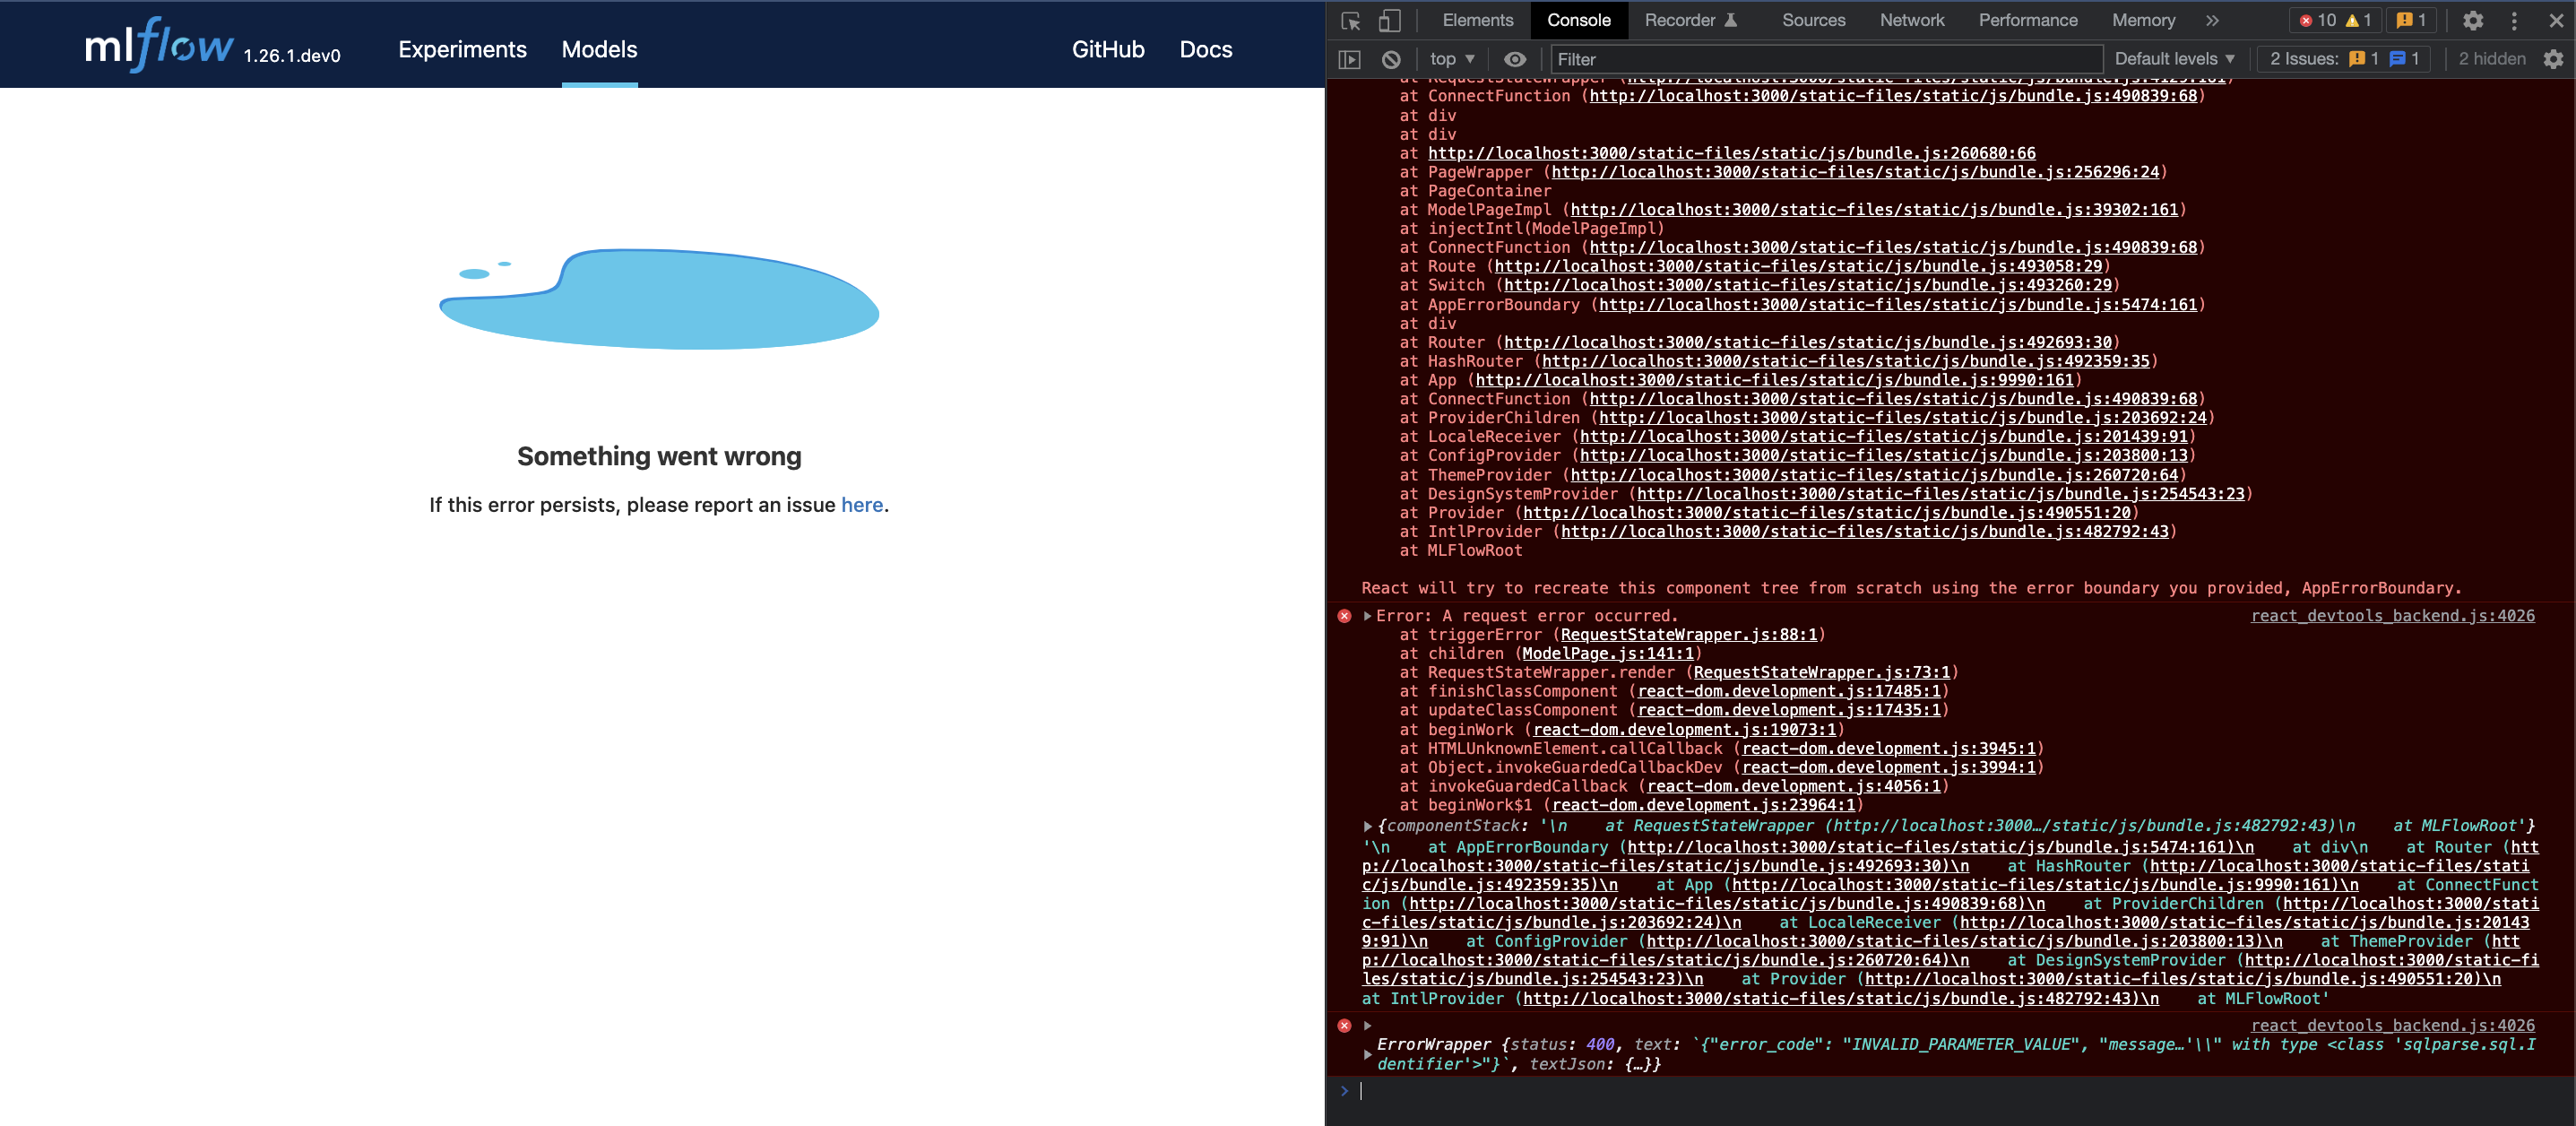 mlflow 1.26.1.dev0 Experiments Models GitHub Docs
Something went wrong
If this error persists, please report an issue here.
Elements Console Recorder Sources Network Performance Memory » 10 1 1
top ▼ Filter Default levels ▼ 2 Issues: 1 1 2 hidden
at RequestStateWrapper (http://localhost:3000/static-files/static/js/bundle.js:4129:161)
at ConnectFunction (http://localhost:3000/static-files/static/js/bundle.js:490839:68)
at div
at div
at http://localhost:3000/static-files/static/js/bundle.js:260680:66
at PageWrapper (http://localhost:3000/static-files/static/js/bundle.js:256296:24)
at PageContainer
at ModelPageImpl (http://localhost:3000/static-files/static/js/bundle.js:39302:161)
at injectIntl(ModelPageImpl)
at ConnectFunction (http://localhost:3000/static-files/static/js/bundle.js:490839:68)
at Route (http://localhost:3000/static-files/static/js/bundle.js:493058:29)
at Switch (http://localhost:3000/static-files/static/js/bundle.js:493260:29)
at AppErrorBoundary (http://localhost:3000/static-files/static/js/bundle.js:5474:161)
at div
at Router (http://localhost:3000/static-files/static/js/bundle.js:492693:30)
at HashRouter (http://localhost:3000/static-files/static/js/bundle.js:492359:35)
at App (http://localhost:3000/static-files/static/js/bundle.js:9990:161)
at ConnectFunction (http://localhost:3000/static-files/static/js/bundle.js:490839:68)
at ProviderChildren (http://localhost:3000/static-files/static/js/bundle.js:203692:24)
at LocaleReceiver (http://localhost:3000/static-files/static/js/bundle.js:201439:91)
at ConfigProvider (http://localhost:3000/static-files/static/js/bundle.js:203800:13)
at ThemeProvider (http://localhost:3000/static-files/static/js/bundle.js:260720:64)
at DesignSystemProvider (http://localhost:3000/static-files/static/js/bundle.js:254543:23)
at Provider (http://localhost:3000/static-files/static/js/bundle.js:490551:20)
at IntlProvider (http://localhost:3000/static-files/static/js/bundle.js:482792:43)
at MLFlowRoot
React will try to recreate this component tree from scratch using the error boundary you provided, AppErrorBoundary.
▶Error: A request error occurred. react_devtools_backend.js:4026
at triggerError (RequestStateWrapper.js:88:1)
at children (ModelPage.js:141:1)
at RequestStateWrapper.render (RequestStateWrapper.js:73:1)
at finishClassComponent (react-dom.development.js:17485:1)
at updateClassComponent (react-dom.development.js:17435:1)
at beginWork (react-dom.development.js:19073:1)
at HTMLUnknownElement.callCallback (react-dom.development.js:3945:1)
at Object.invokeGuardedCallbackDev (react-dom.development.js:3994:1)
at invokeGuardedCallback (react-dom.development.js:4056:1)
at beginWork$1 (react-dom.development.js:23964:1)
▶{componentStack: '\n    at RequestStateWrapper (http://localhost:3000…/static/js/bundle.js:482792:43)\n    at MLFlowRoot'}
'\n    at AppErrorBoundary (http://localhost:3000/static-files/static/js/bundle.js:5474:161)\n    at div\n    at Router (htt
p://localhost:3000/static-files/static/js/bundle.js:492693:30)\n    at HashRouter (http://localhost:3000/static-files/stati
c/js/bundle.js:492359:35)\n    at App (http://localhost:3000/static-files/static/js/bundle.js:9990:161)\n    at ConnectFunct
ion (http://localhost:3000/static-files/static/js/bundle.js:490839:68)\n    at ProviderChildren (http://localhost:3000/stati
c-files/static/js/bundle.js:203692:24)\n    at LocaleReceiver (http://localhost:3000/static-files/static/js/bundle.js:20143
9:91)\n    at ConfigProvider (http://localhost:3000/static-files/static/js/bundle.js:203800:13)\n    at ThemeProvider (htt
p://localhost:3000/static-files/static/js/bundle.js:260720:64)\n    at DesignSystemProvider (http://localhost:3000/static-fi
les/static/js/bundle.js:254543:23)\n    at Provider (http://localhost:3000/static-files/static/js/bundle.js:490551:20)\n
at IntlProvider (http://localhost:3000/static-files/static/js/bundle.js:482792:43)\n    at MLFlowRoot'
▶ react_devtools_backend.js:4026
▶ ErrorWrapper {status: 400, text: `{"error_code": "INVALID_PARAMETER_VALUE", "message…'\\" with type <class 'sqlparse.sql.I
dentifier'>"}`, textJson: {…}}
>